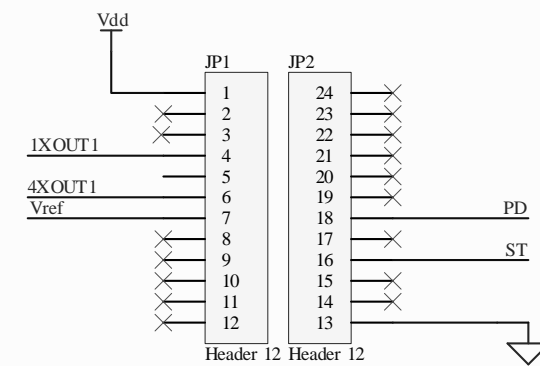 Vdd
JP1 JP2
1 24
2 23
3 22
1XOUT1 4 21
5 20
4XOUT1 6 19
Vref 7 18 PD
8 17
9 16 ST
10 15
11 14
12 13
Header 12 Header 12